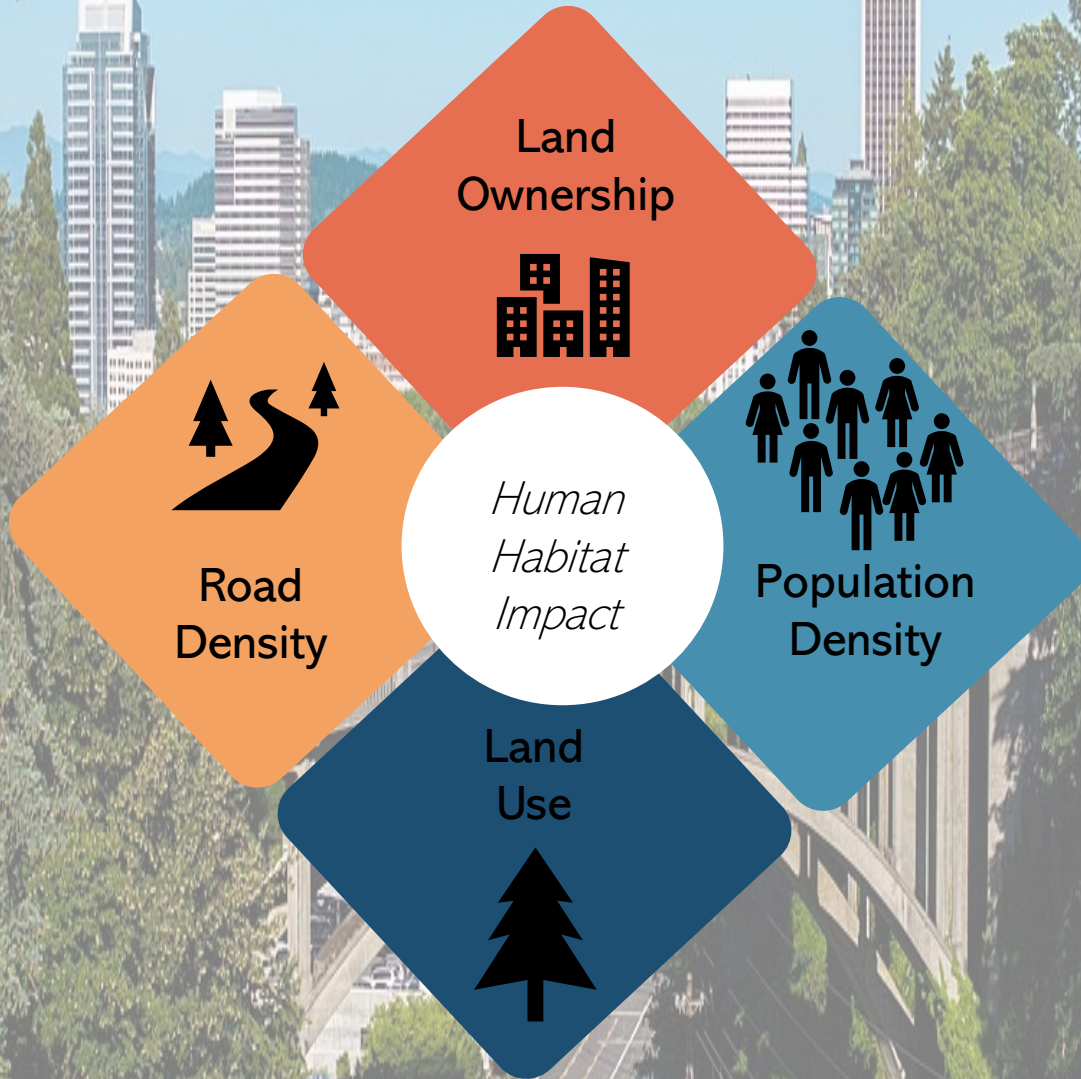 Land
Ownership
Road
Density
Human
Habitat
Impact
Population
Density
Land
Use